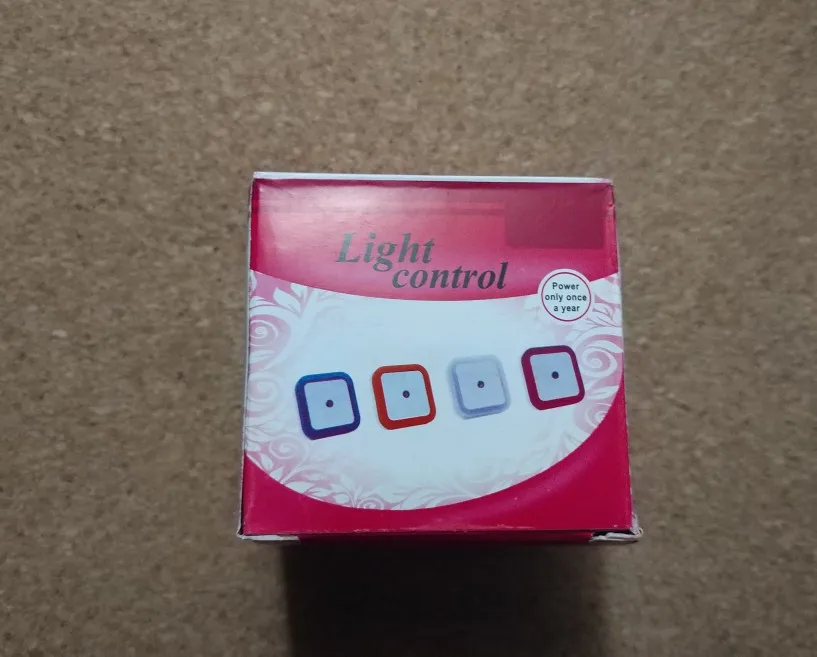 Light
control
Power
only once
a year